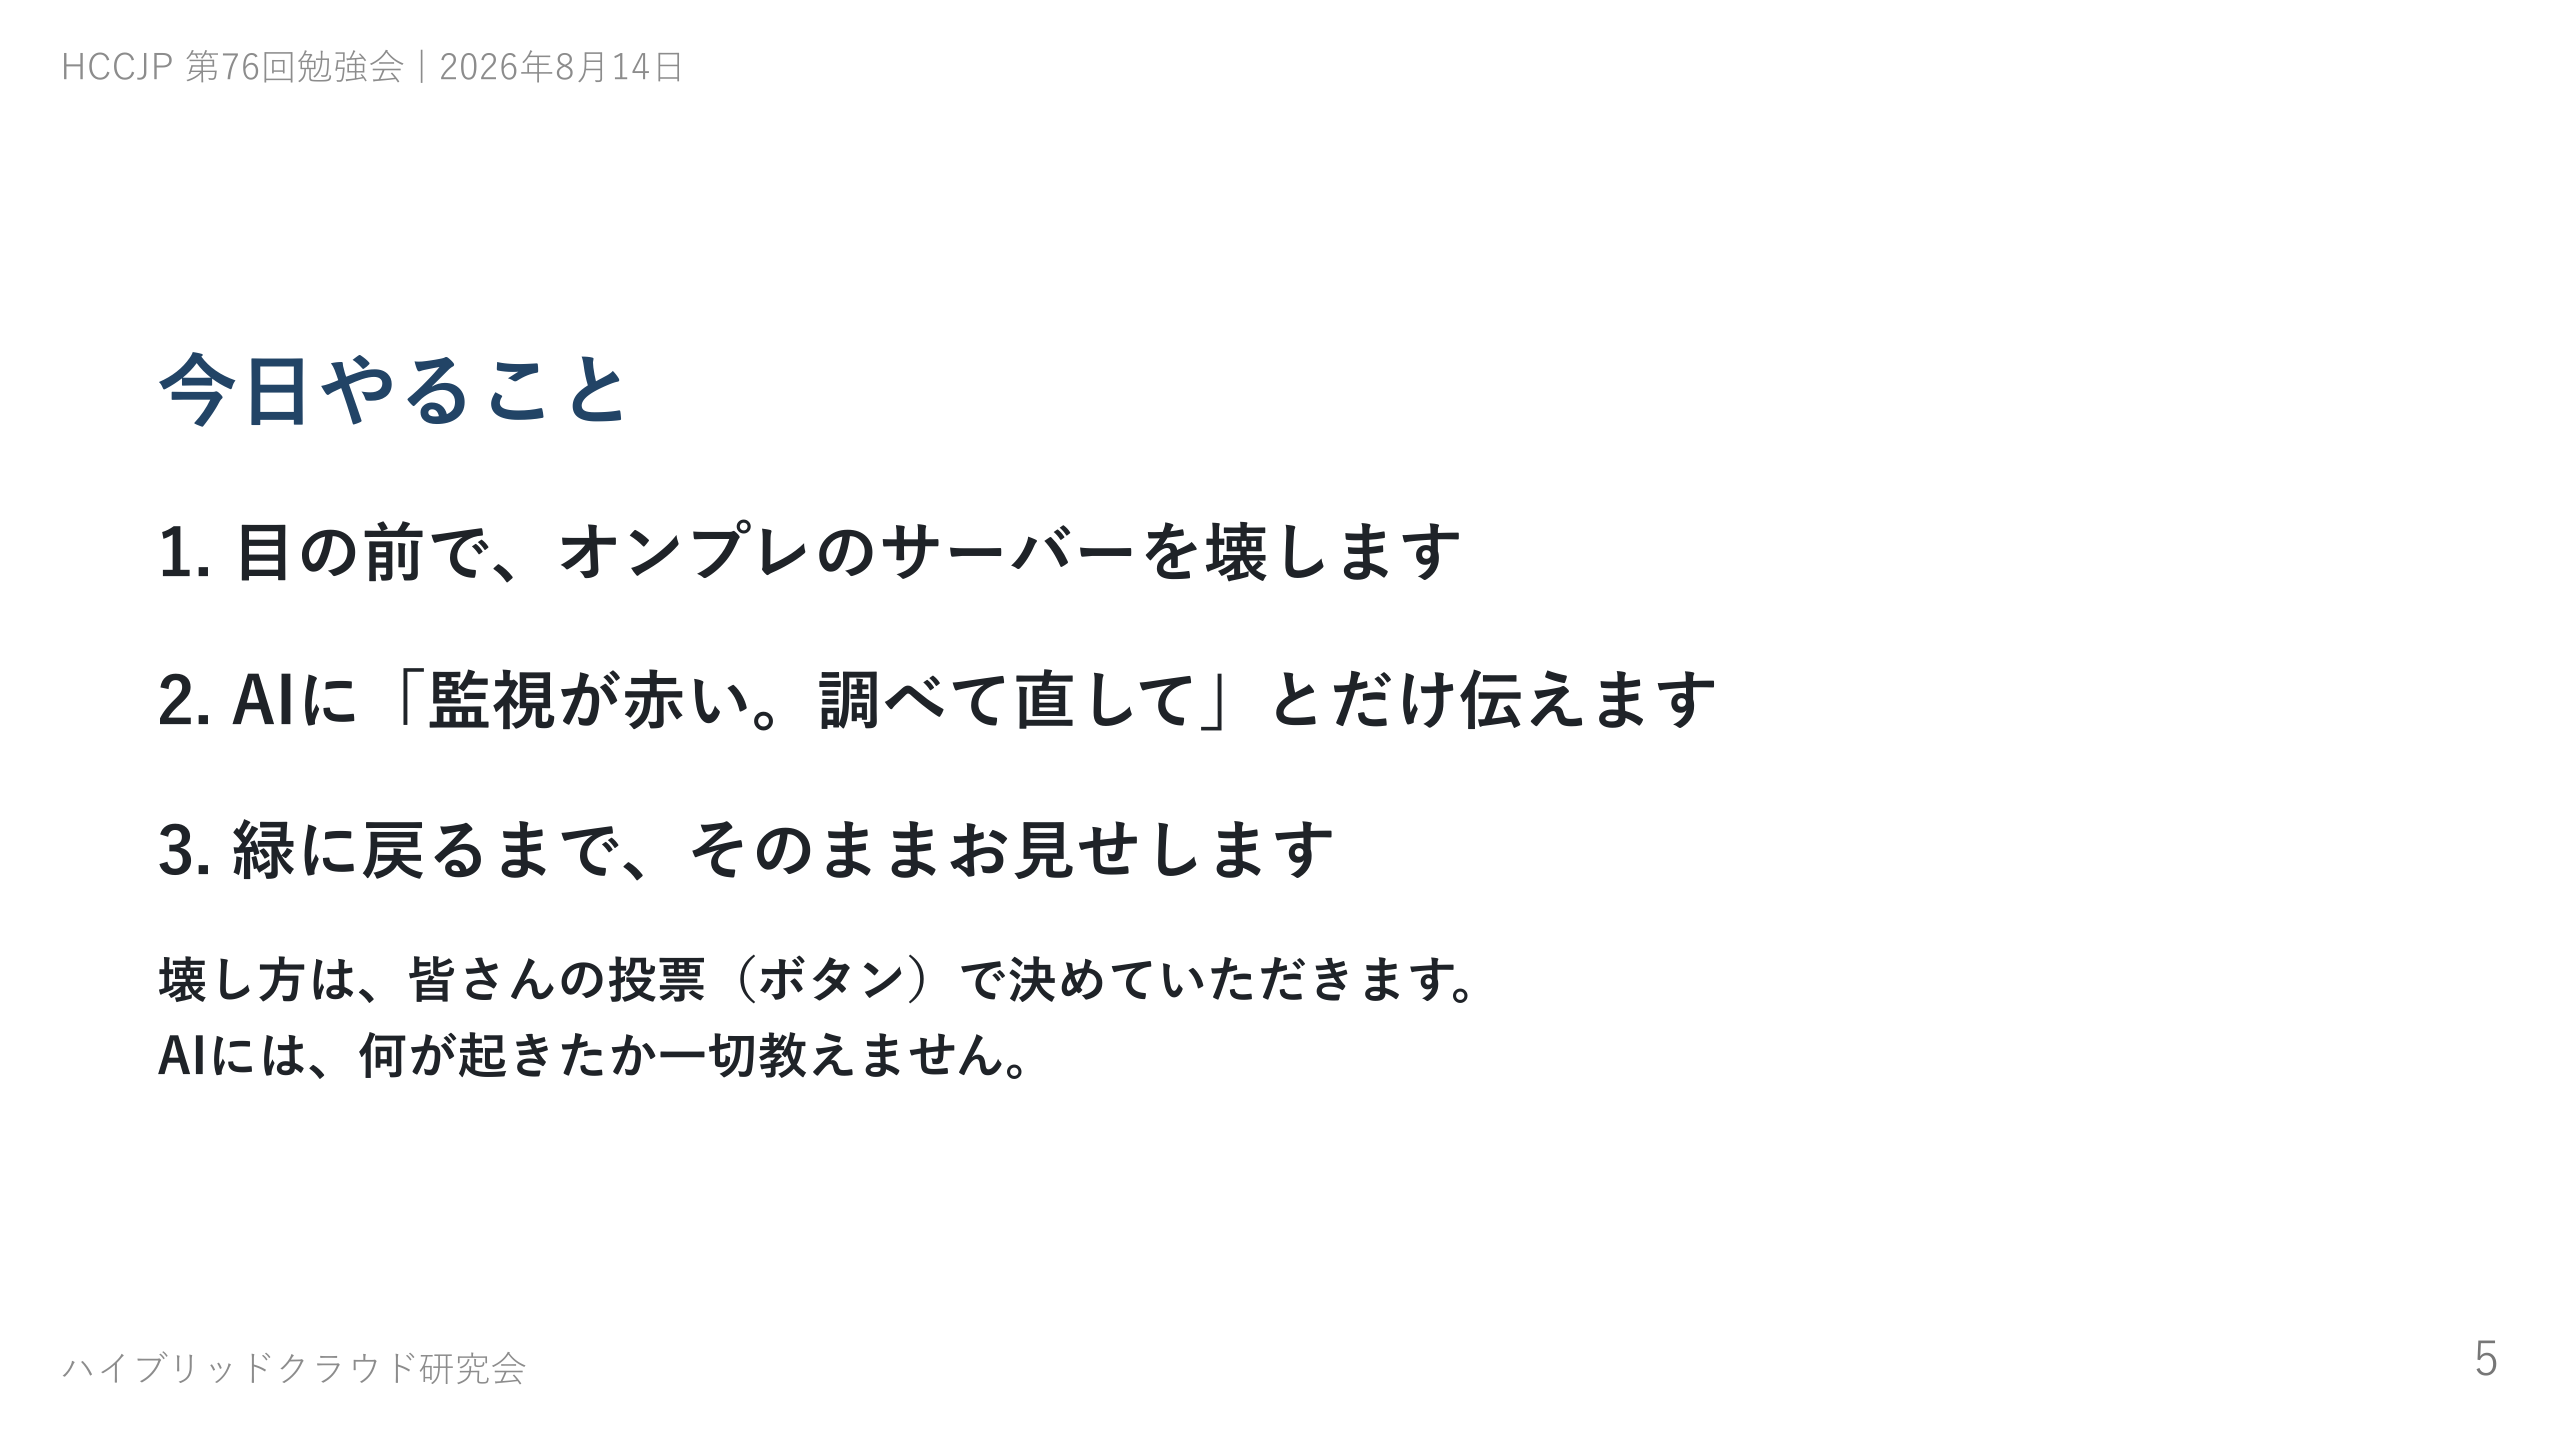 HCCJP 第76回勉強会 | 2026年8月14日
今日やること
1. 目の前で、オンプレのサーバーを壊します
2. AIに「監視が赤い。調べて直して」とだけ伝えます
3. 緑に戻るまで、そのままお見せします
壊し方は、皆さんの投票（ボタン）で決めていただきます。
AIには、何が起きたか一切教えません。
ハイブリッドクラウド研究会
5